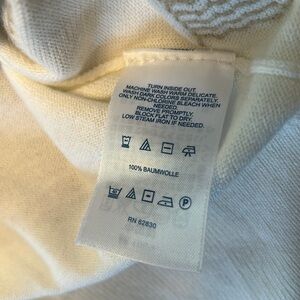 TURN INSIDE OUT.
MACHINE WASH WARM DELICATE.
WASH DARK COLORS SEPARATELY.
ONLY NON-CHLORINE BLEACH WHEN
NEEDED.
REMOVE PROMPTLY.
BLOCK FLAT TO DRY.
LOW STEAM IRON IF NEEDED.
100% BAUMWOLLE
P
RN 62830